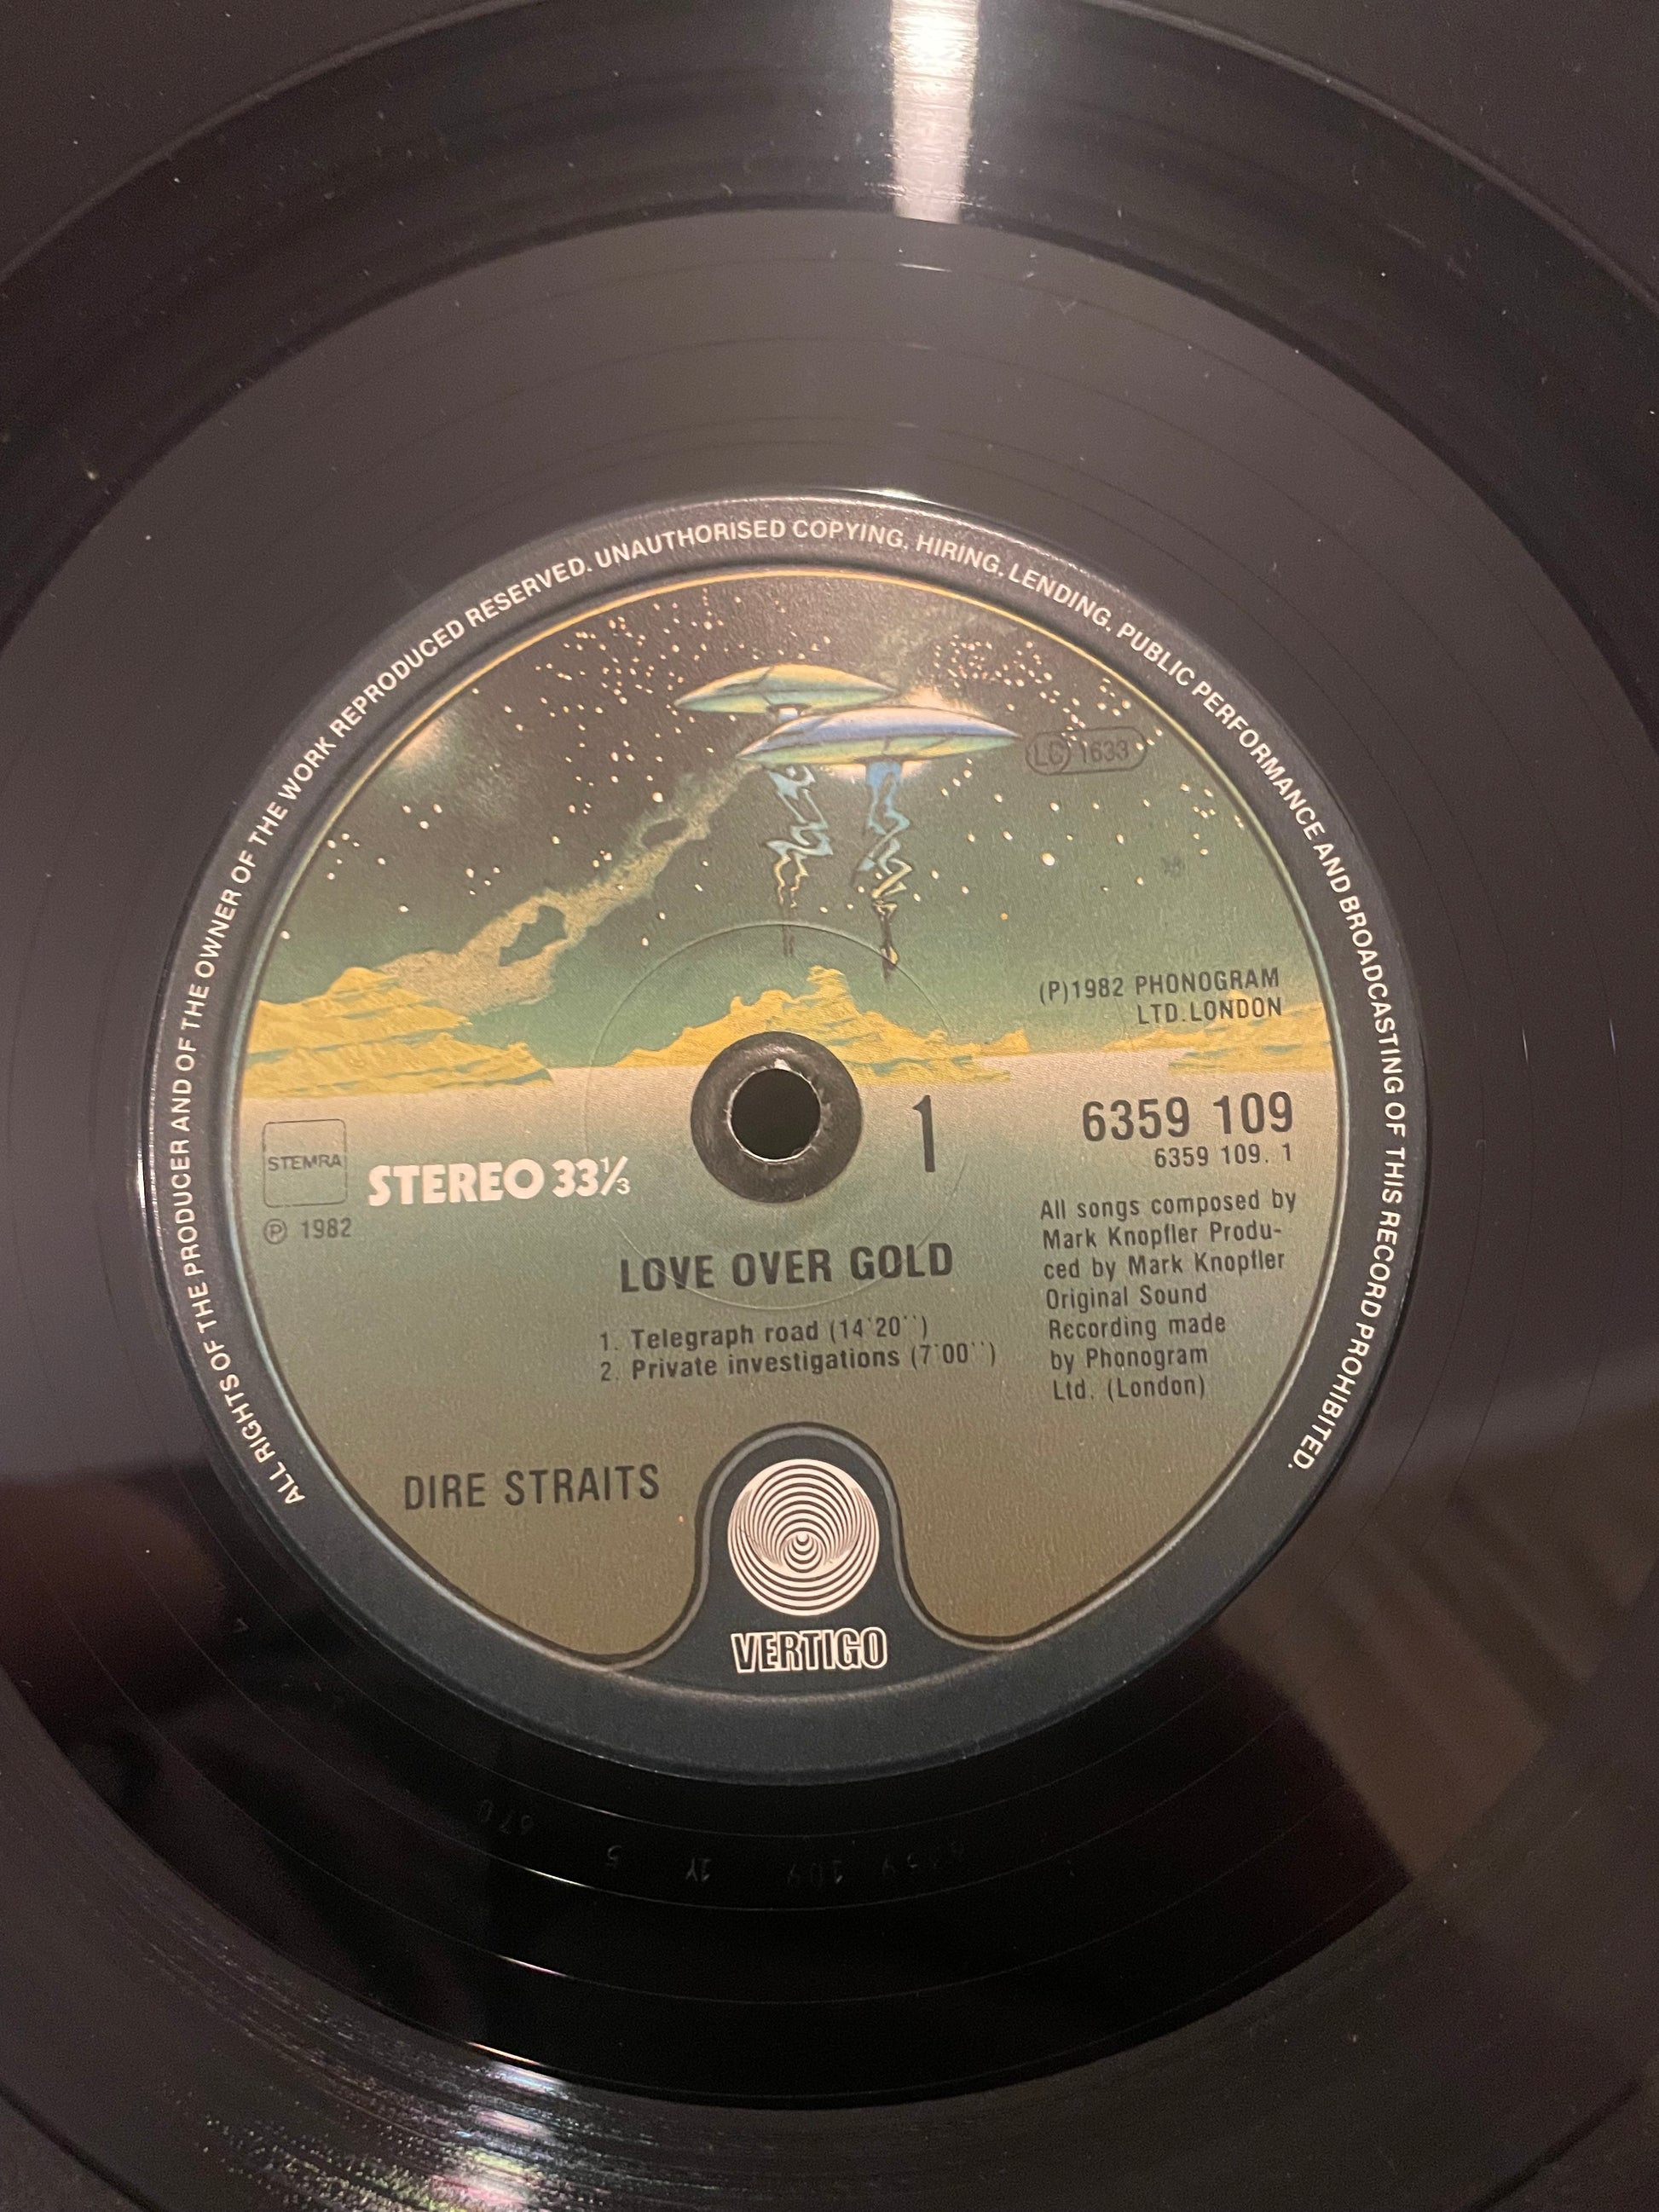 ALL RIGHTS OF THE PRODUCER AND OF THE OWNER OF THE WORK REPRODUCED RESERVED. UNAUTHORISED COPYING, HIRING, LENDING, PUBLIC PERFORMANCE AND BROADCASTING OF THIS RECORD PROHIBITED.
LC 1633
(P)1982 PHONOGRAM
LTD.LONDON
STEMRA
℗ 1982
STEREO 33⅓
1
6359 109
6359 109. 1
All songs composed by
Mark Knopfler Produ-
ced by Mark Knopfler
Original Sound
Recording made
by Phonogram
Ltd. (London)
LOVE OVER GOLD
1. Telegraph road (14'20'')
2. Private investigations (7'00'')
DIRE STRAITS
VERTIGO
670 5 1Y 109